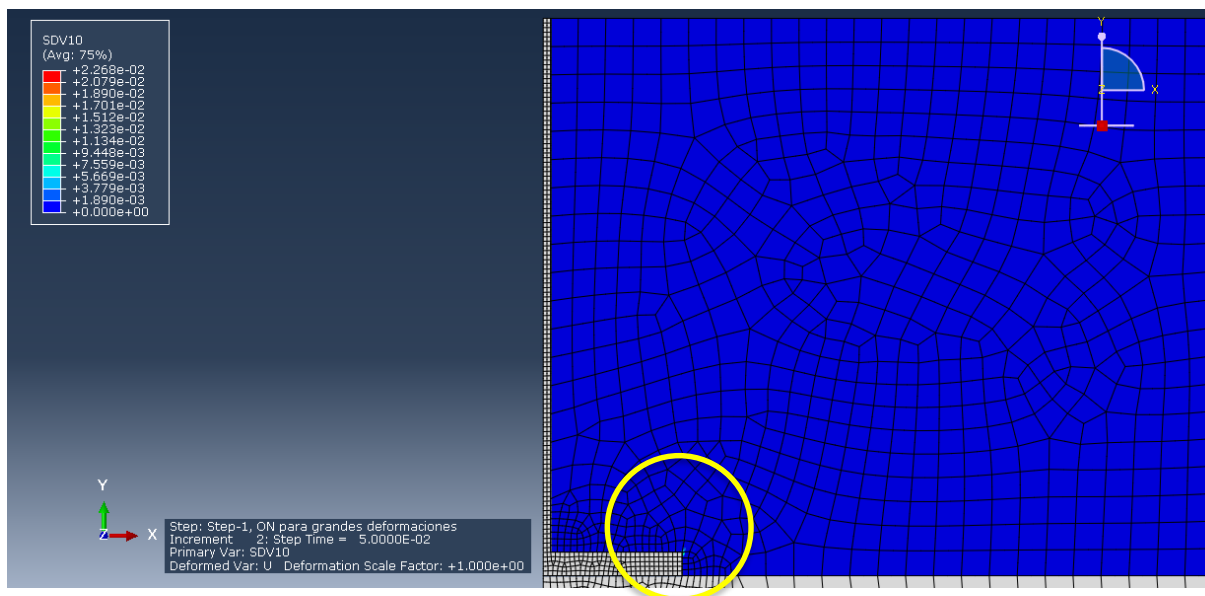 SDV10
(Avg: 75%)
+2.268e-02
+2.079e-02
+1.890e-02
+1.701e-02
+1.512e-02
+1.323e-02
+1.134e-02
+9.448e-03
+7.559e-03
+5.669e-03
+3.779e-03
+1.890e-03
+0.000e+00
Y
Z X
Y
Z X
Step: Step-1, ON para grandes deformaciones
Increment 2: Step Time = 5.0000E-02
Primary Var: SDV10
Deformed Var: U Deformation Scale Factor: +1.000e+00